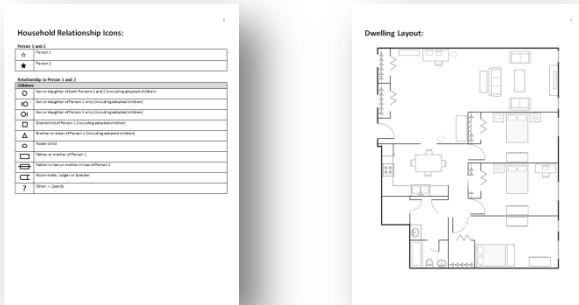 Household Relationship Icons:
Person 1 and 2
Person 1
Person 2
Relationship to Person 1 and 2
Children
Son or daughter of both Persons 1 and 2 (including adopted children)
Son or daughter of Person 1 only (including adopted children)
Son or daughter of Person 2 only (including adopted children)
Grandchild of Person 1 (including adopted children)
Brother or sister of Person 1 (including adopted children)
Foster child
Father or mother of Person 1
Father-in-law or mother-in-law of Person 1
Room-mate, lodger or boarder
? Other — Specify
Dwelling Layout: